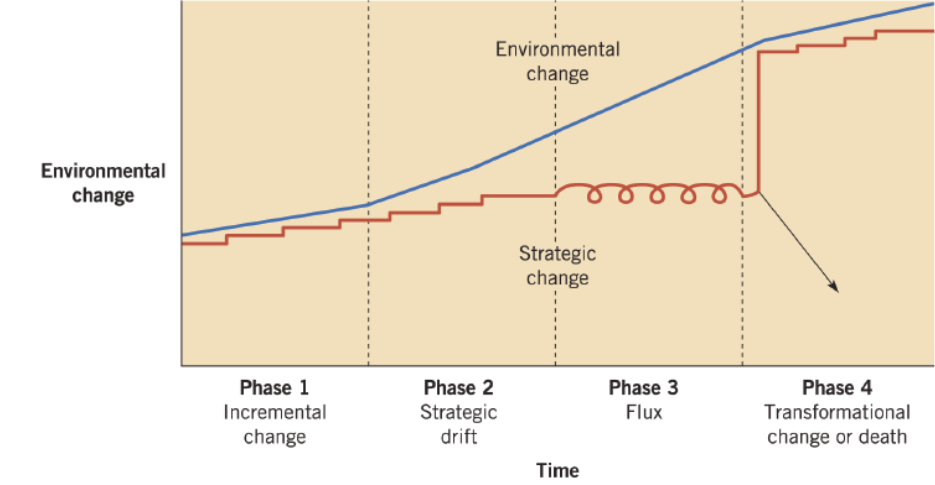 Environmental
change
Environmental
change
Strategic
change
Phase 1
Incremental
change
Phase 2
Strategic
drift
Phase 3
Flux
Phase 4
Transformational
change or death
Time